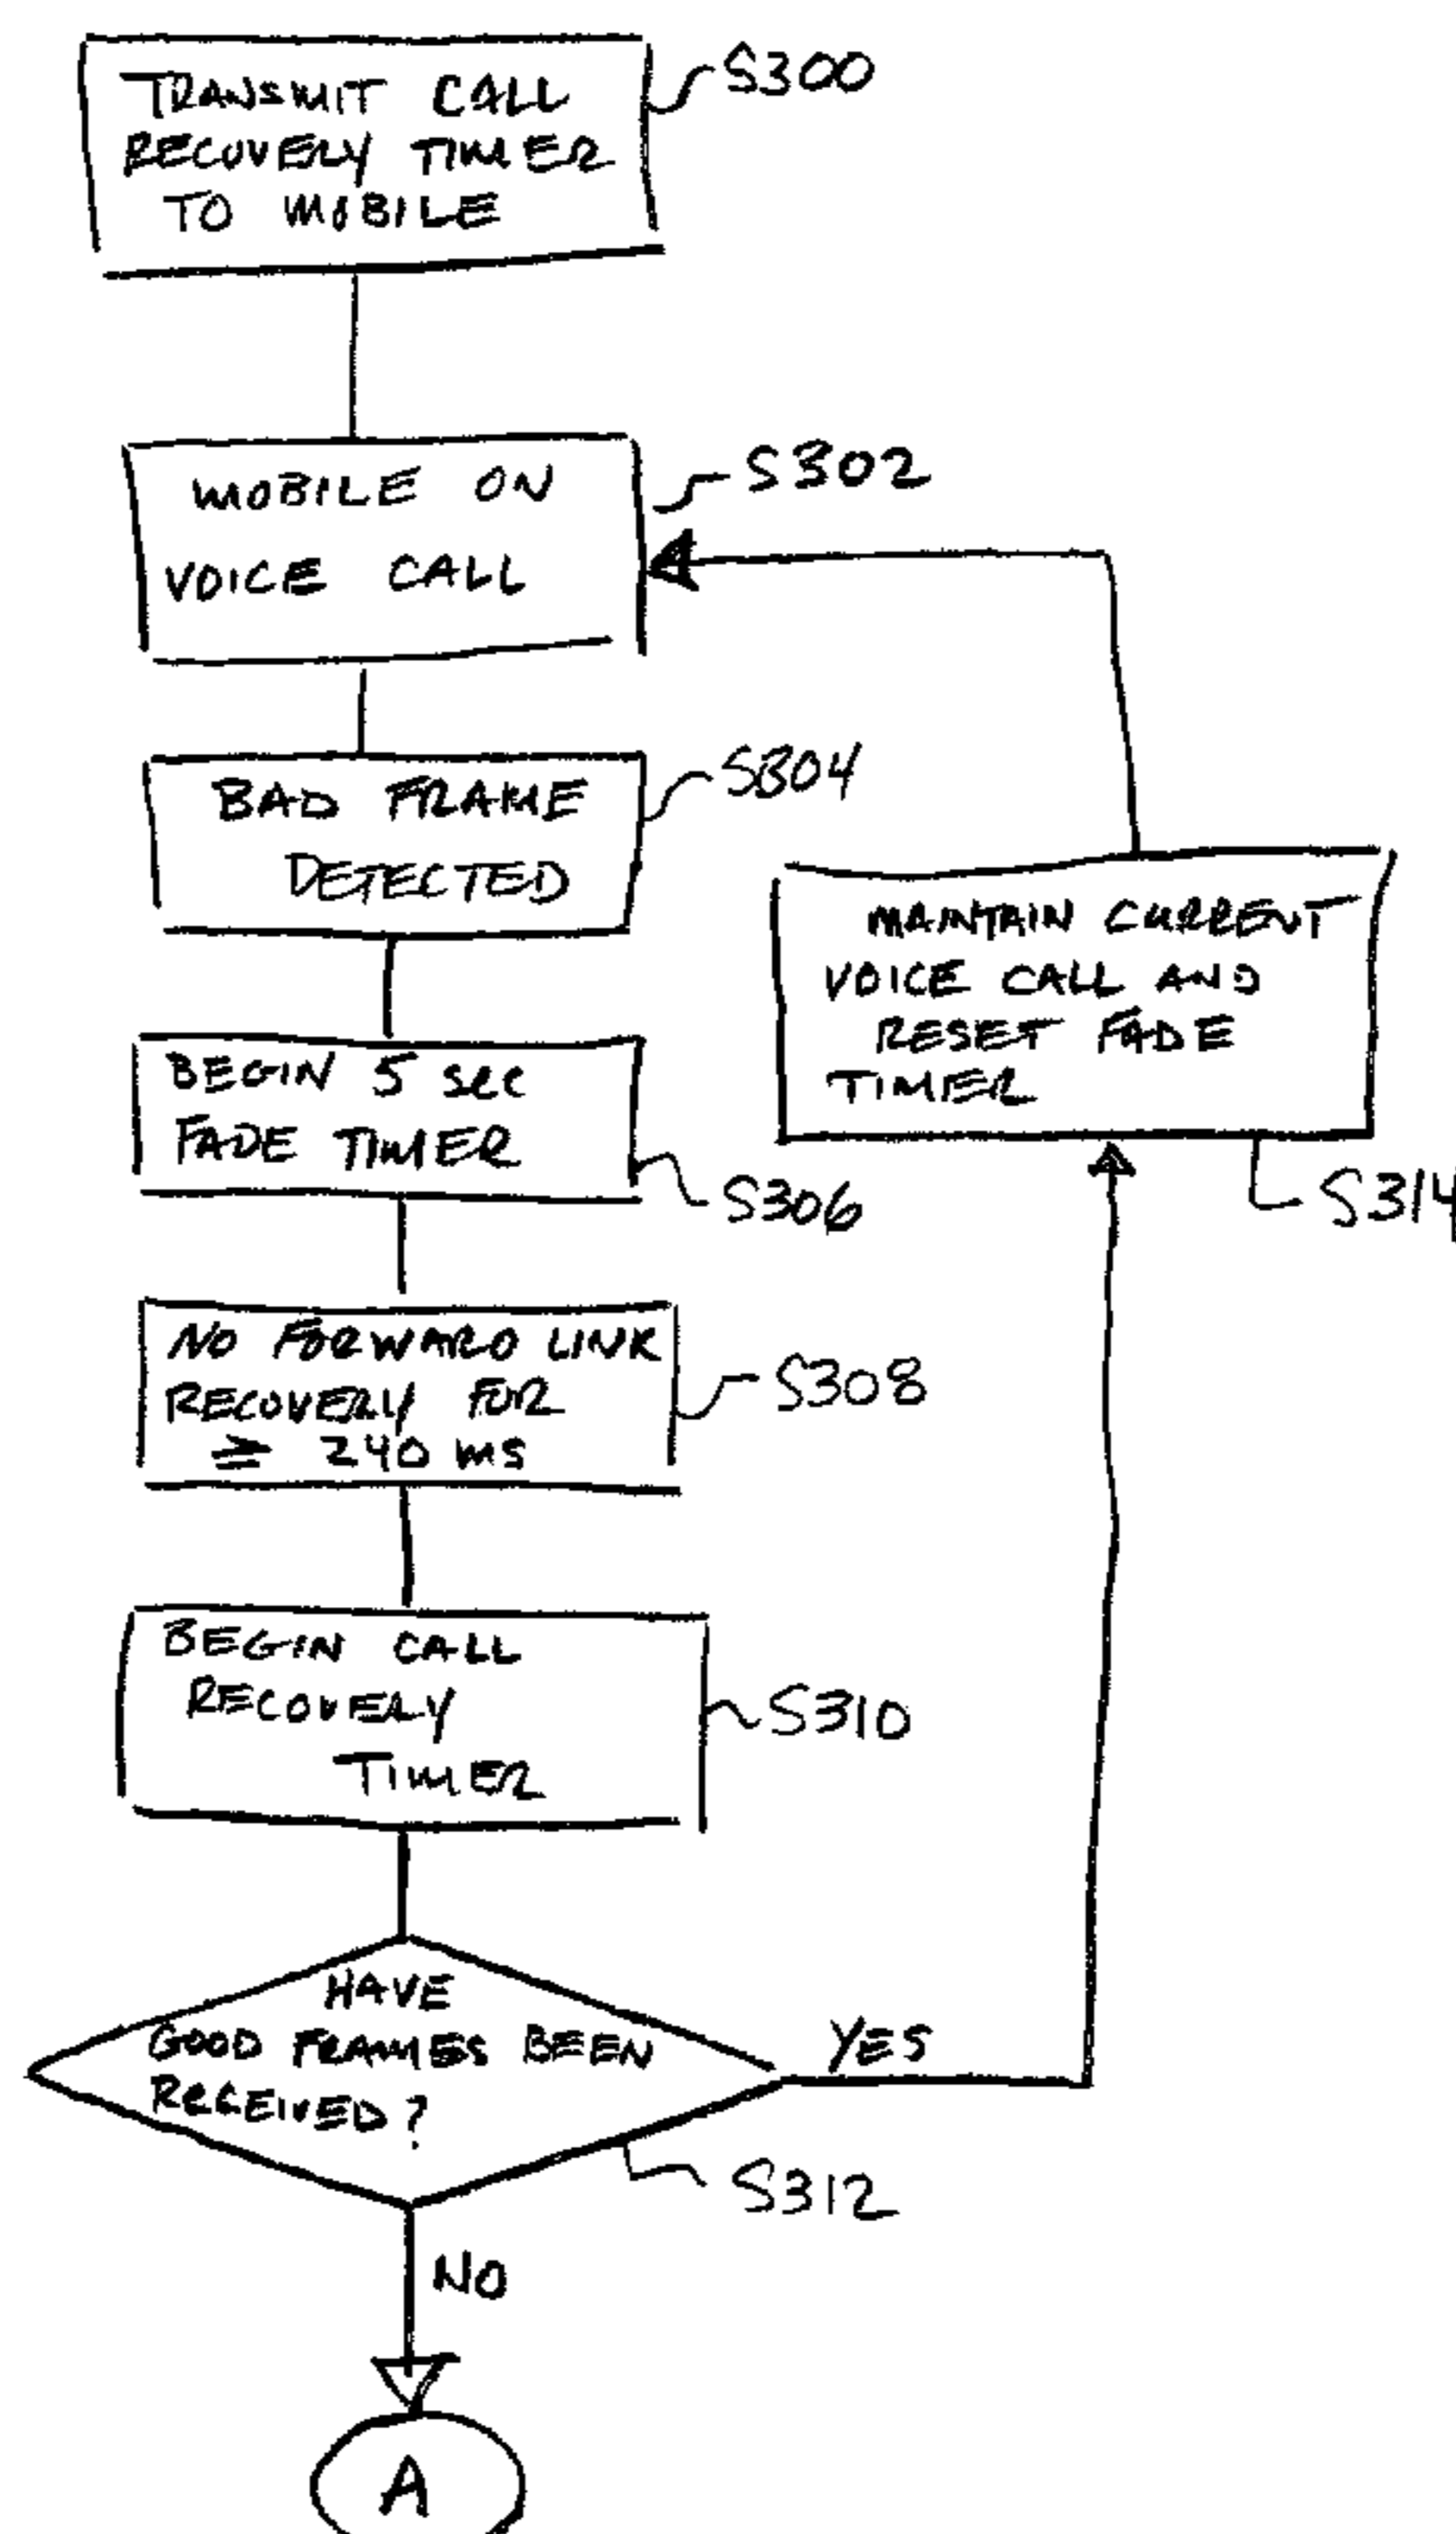 TRANSMIT CALL
RECOVERY TIMER
TO MOBILE
S300
MOBILE ON
VOICE CALL
S302
BAD FRAME
DETECTED
S304
BEGIN 5 sec
FADE TIMER
S306
MAINTAIN CURRENT
VOICE CALL AND
RESET FADE
TIMER
S314
NO FORWARD LINK
RECOVERY FOR
≥ 240 ms
S308
BEGIN CALL
RECOVERY
TIMER
S310
HAVE
GOOD FRAMES BEEN
RECEIVED?
YES
S312
NO
A